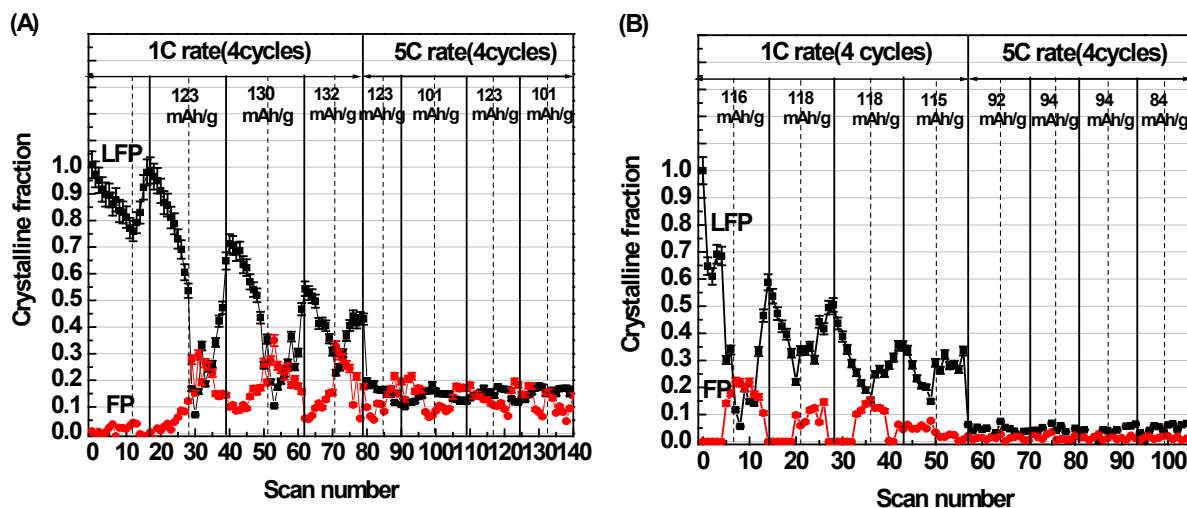 (A)
1C rate(4cycles)
5C rate(4cycles)
123 130 132 123 101 123 101
mAh/g mAh/g mAh/g mAh/g mAh/g mAh/g mAh/g
LFP
FP
1.0
0.9
0.8
0.7
0.6
0.5
0.4
0.3
0.2
0.1
0.0
Crystalline fraction
0 10 20 30 40 50 60 70 80 90 100 110 120 130 140
Scan number
(B)
1C rate(4 cycles)
5C rate(4cycles)
116 118 118 115 92 94 94 84
mAh/g mAh/g mAh/g mAh/g mAh/g mAh/g mAh/g mAh/g
LFP
FP
1.0
0.9
0.8
0.7
0.6
0.5
0.4
0.3
0.2
0.1
0.0
Crystalline fraction
0 10 20 30 40 50 60 70 80 90 100
Scan number